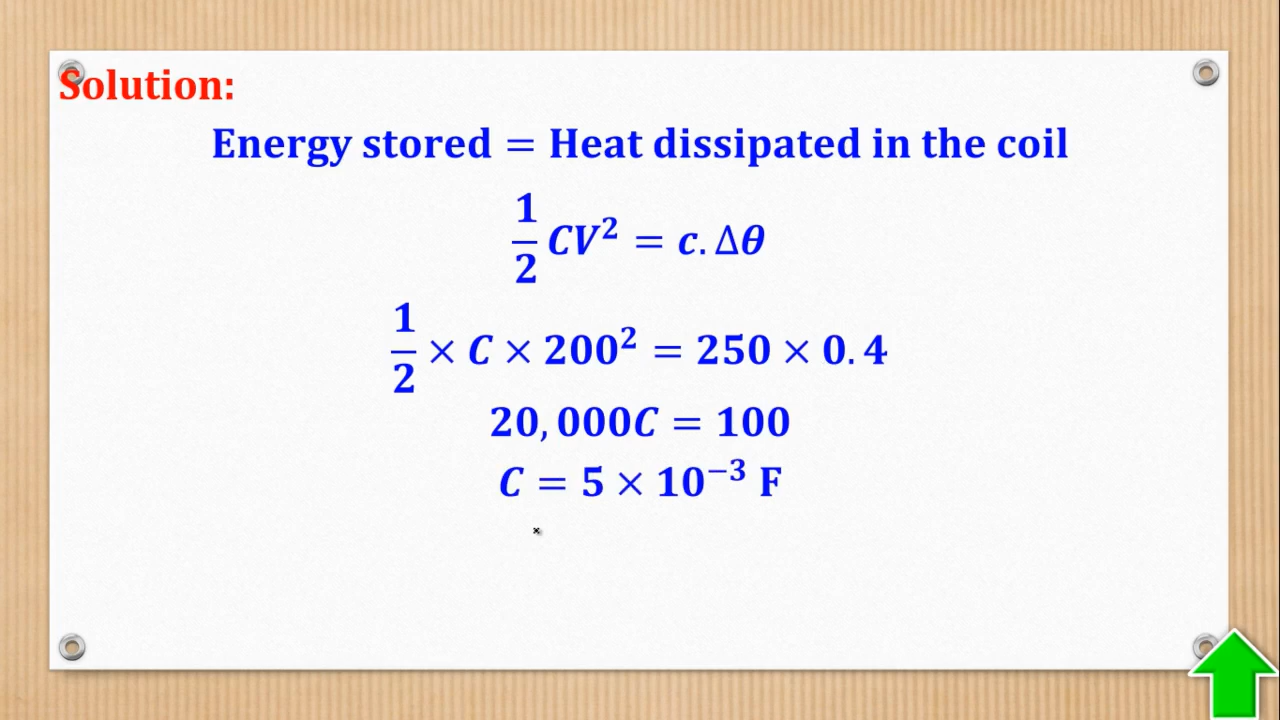 Solution:
Energy stored = Heat dissipated in the coil
1/2 CV² = c. Δθ
1/2 × C × 200² = 250 × 0.4
20,000C = 100
C = 5 × 10⁻³ F